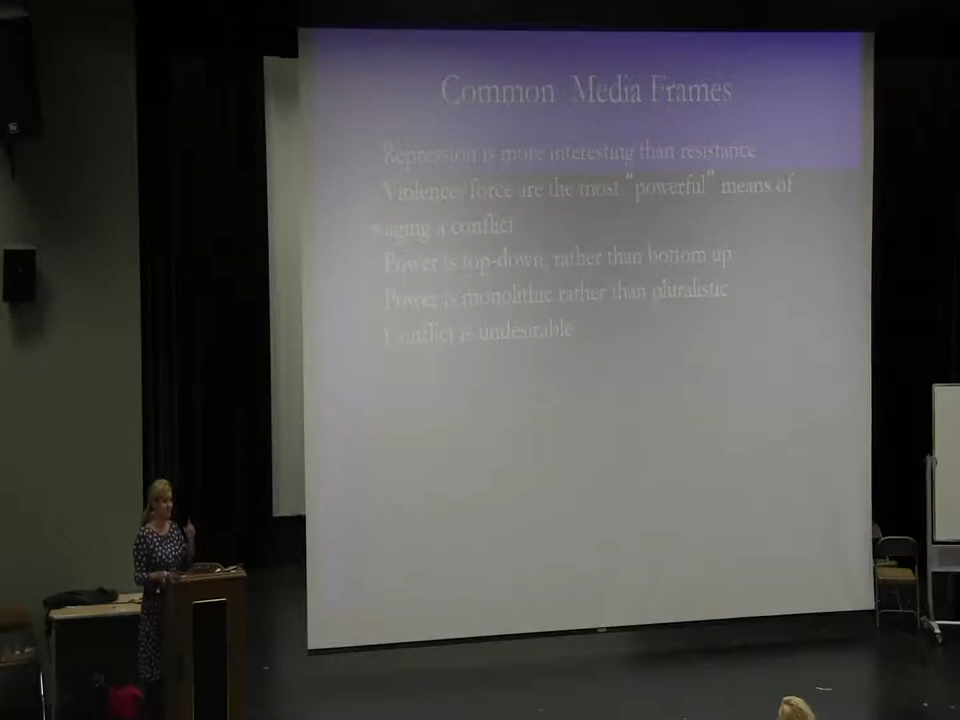 Common Media Frames
Repression is more interesting than resistance
Violence/force are the most “powerful” means of
waging a conflict
Power is top-down, rather than bottom up
Power is monolithic rather than pluralistic
Conflict is undesirable